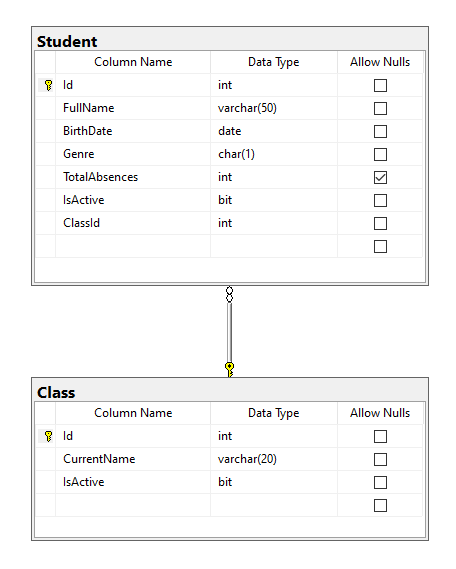 Student
Column Name Data Type Allow Nulls
Id int
FullName varchar(50)
BirthDate date
Genre char(1)
TotalAbsences int
IsActive bit
ClassId int
Class
Column Name Data Type Allow Nulls
Id int
CurrentName varchar(20)
IsActive bit